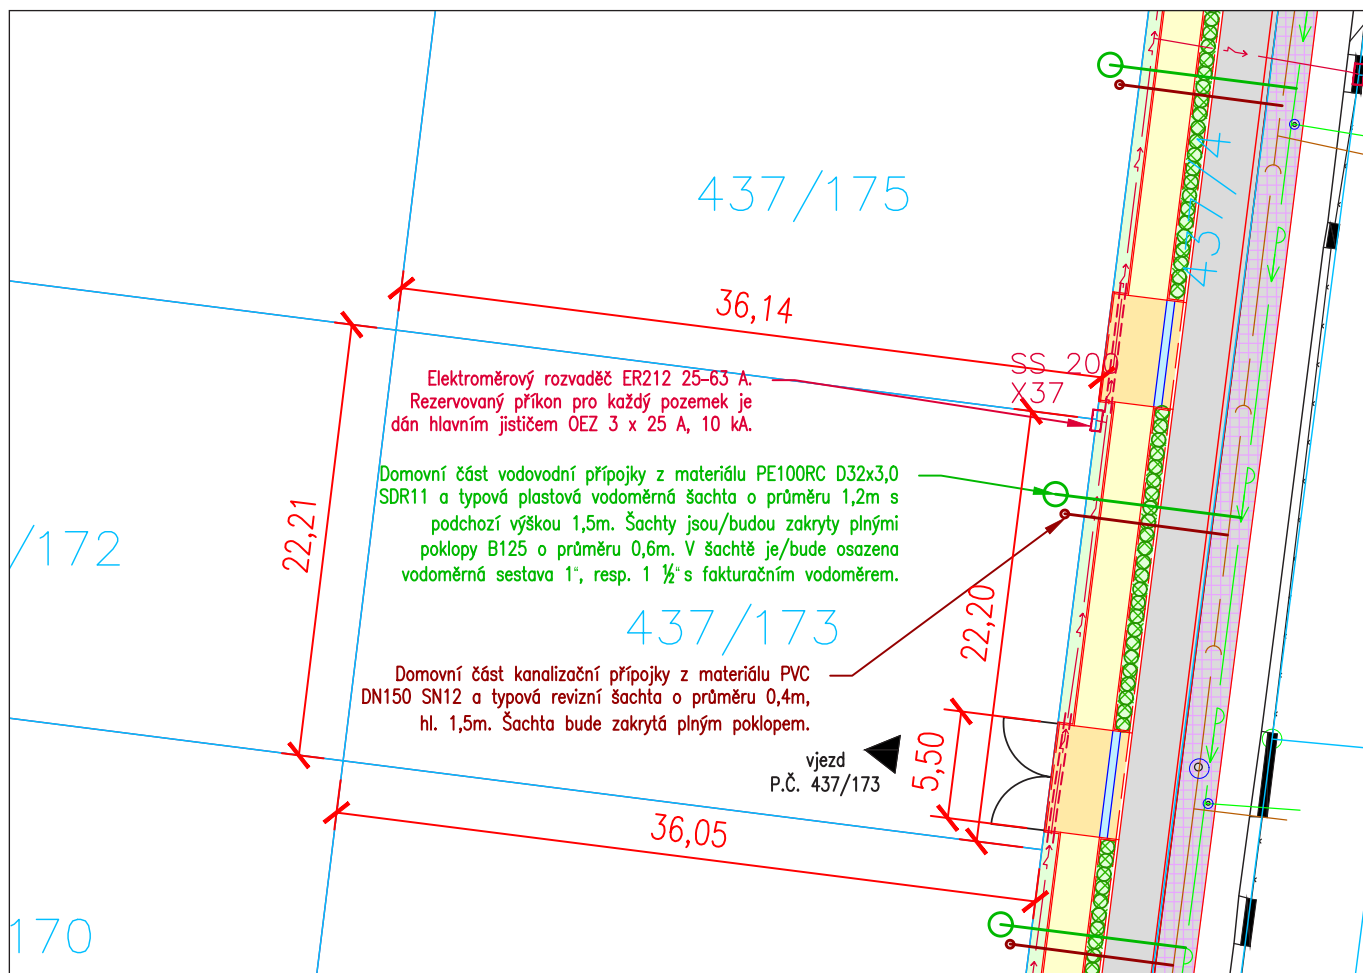 437/175
437/74
36,14
SS 200
X37
Elektroměrový rozvaděč ER212 25-63 A.
Rezervovaný příkon pro každý pozemek je
dán hlavním jističem OEZ 3 x 25 A, 10 kA.
Domovní část vodovodní přípojky z materiálu PE100RC D32x3,0
SDR11 a typová plastová vodoměrná šachta o průměru 1,2m s
podchozí výškou 1,5m. Šachty jsou/budou zakryty plnými
poklopy B125 o průměru 0,6m. V šachtě je/bude osazena
vodoměrná sestava 1", resp. 1 ½" s fakturačním vodoměrem.
22,21
/172
437/173
22,20
Domovní část kanalizační přípojky z materiálu PVC
DN150 SN12 a typová revizní šachta o průměru 0,4m,
hl. 1,5m. Šachta bude zakrytá plným poklopem.
vjezd
P.Č. 437/173
5,50
36,05
170